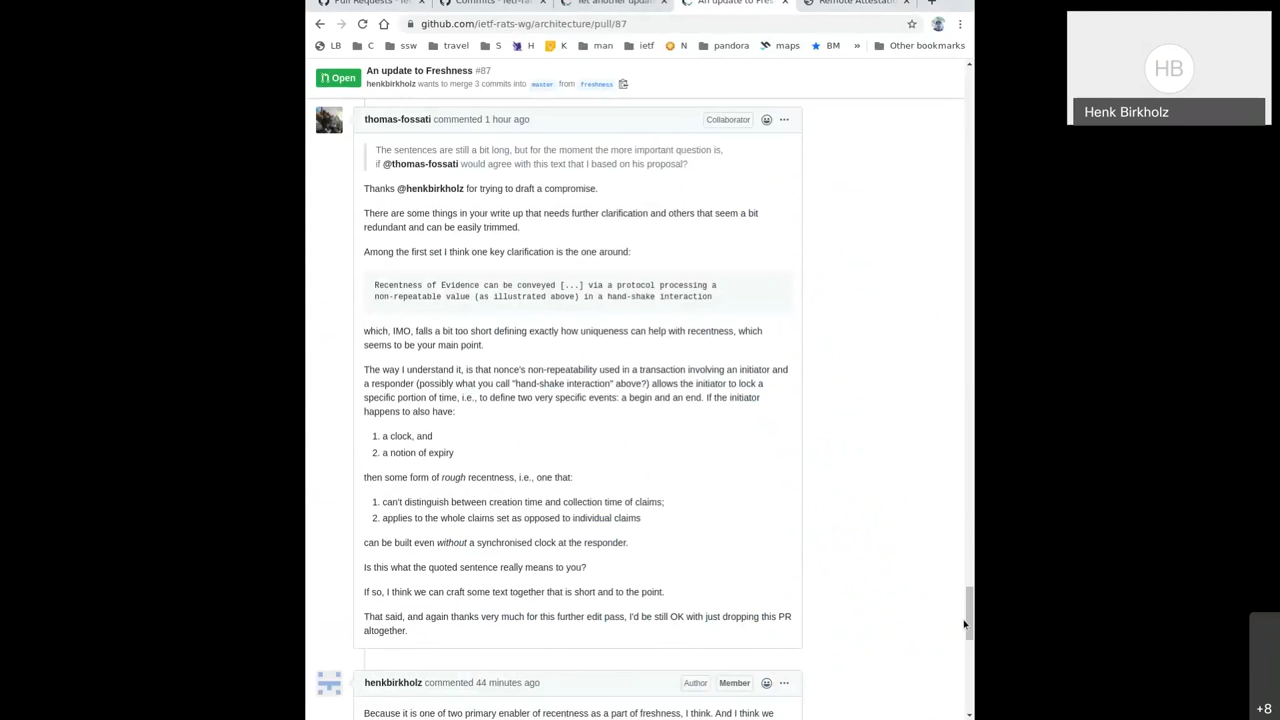 Pull Requests · ietf-
Commits · ietf-r
Yet another updat
An update to Fres
Remote Attestatio
github.com/ietf-rats-wg/architecture/pull/87
LB
C
ssw
travel
S
H
K
man
ietf
N
pandora
maps
BM
»
Other bookmarks
Open
An update to Freshness #87
henkbirkholz wants to merge 3 commits into master from freshness
thomas-fossati commented 1 hour ago
Collaborator
The sentences are still a bit long, but for the moment the more important question is,
if @thomas-fossati would agree with this text that I based on his proposal?
Thanks @henkbirkholz for trying to draft a compromise.
There are some things in your write up that needs further clarification and others that seem a bit
redundant and can be easily trimmed.
Among the first set I think one key clarification is the one around:
Recentness of Evidence can be conveyed [...] via a protocol processing a
non-repeatable value (as illustrated above) in a hand-shake interaction
which, IMO, falls a bit too short defining exactly how uniqueness can help with recentness, which
seems to be your main point.
The way I understand it, is that nonce's non-repeatability used in a transaction involving an initiator and
a responder (possibly what you call "hand-shake interaction" above?) allows the initiator to lock a
specific portion of time, i.e., to define two very specific events: a begin and an end. If the initiator
happens to also have:
1. a clock, and
2. a notion of expiry
then some form of rough recentness, i.e., one that:
1. can't distinguish between creation time and collection time of claims;
2. applies to the whole claims set as opposed to individual claims
can be built even without a synchronised clock at the responder.
Is this what the quoted sentence really means to you?
If so, I think we can craft some text together that is short and to the point.
That said, and again thanks very much for this further edit pass, I'd be still OK with just dropping this PR
altogether.
henkbirkholz commented 44 minutes ago
Author
Member
Because it is one of two primary enabler of recentness as a part of freshness, I think. And I think we
HB
Henk Birkholz
+8